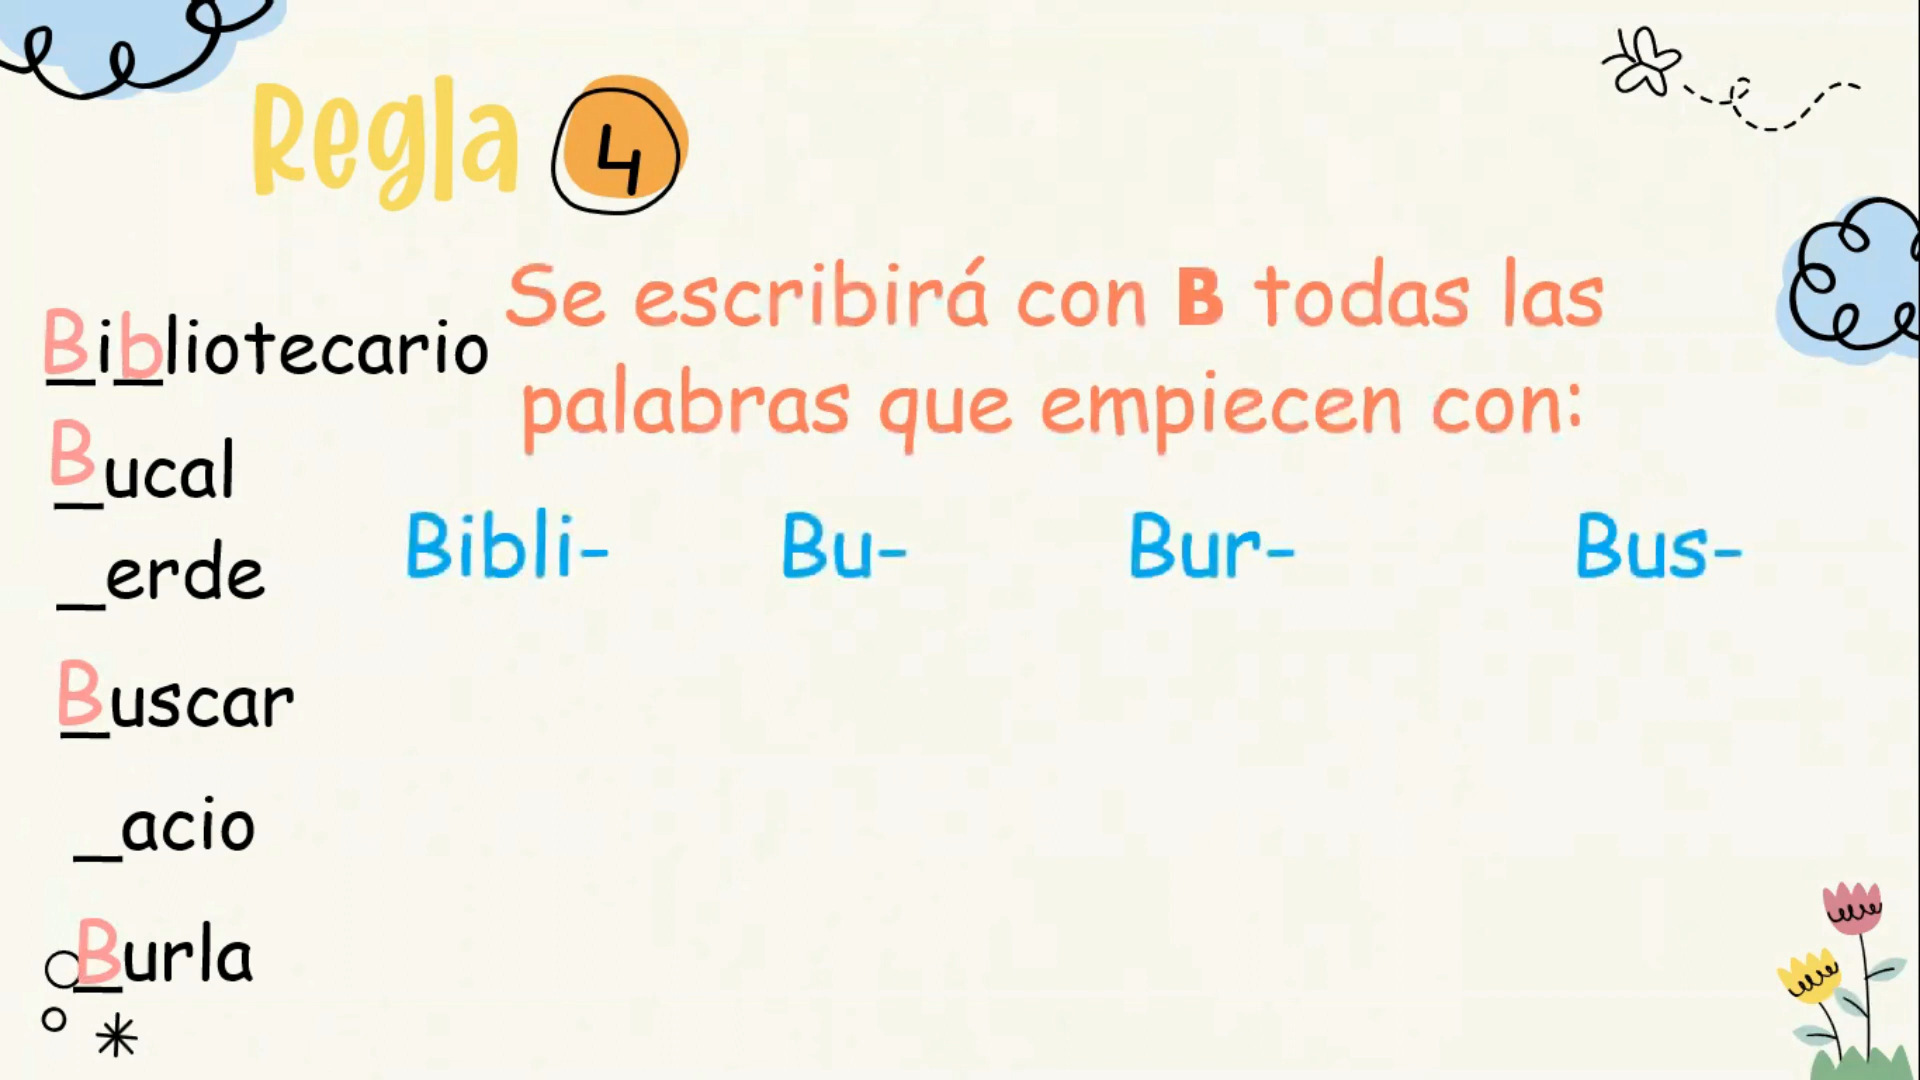 Regla 4
Se escribirá con B todas las
palabras que empiecen con:
Bibli- Bu- Bur- Bus-
Bibliotecario
Bucal
_erde
Buscar
_acio
Burla